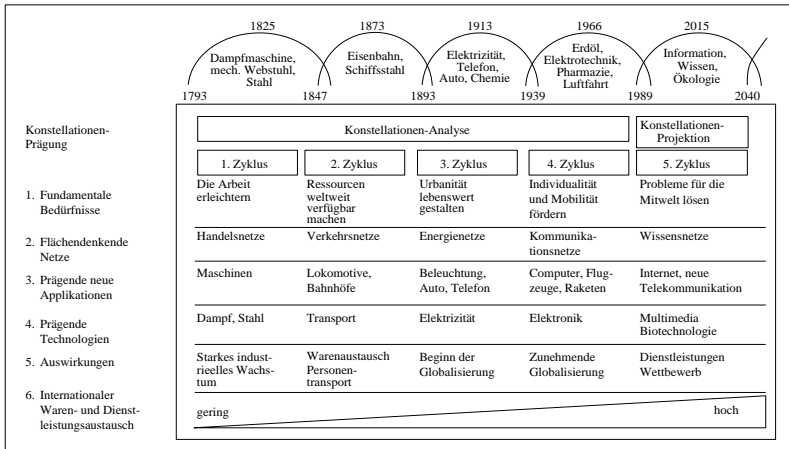 1825 1873 1913 1966 2015
Dampfmaschine,
mech. Webstuhl,
Stahl
Eisenbahn,
Schiffsstahl
Elektrizität,
Telefon,
Auto, Chemie
Erdöl,
Elektrotechnik,
Pharmazie,
Luftfahrt
Information,
Wissen,
Ökologie
1793 1847 1893 1939 1989 2040
Konstellationen-
Prägung
Konstellationen-Analyse
Konstellationen-
Projektion
1. Zyklus 2. Zyklus 3. Zyklus 4. Zyklus 5. Zyklus
1. Fundamentale
Bedürfnisse
Die Arbeit
erleichtern
Ressourcen
weltweit
verfügbar
machen
Urbanität
lebenswert
gestalten
Individualität
und Mobilität
fördern
Probleme für die
Mitwelt lösen
2. Flächendenkende
Netze
Handelsnetze
Verkehrsnetze
Energienetze
Kommunika-
tionsnetze
Wissensnetze
3. Prägende neue
Applikationen
Maschinen
Lokomotive,
Bahnhöfe
Beleuchtung,
Auto, Telefon
Computer, Flug-
zeuge, Raketen
Internet, neue
Telekommunikation
4. Prägende
Technologien
Dampf, Stahl
Transport
Elektrizität
Elektronik
Multimedia
Biotechnologie
5. Auswirkungen
Starkes indust-
rieelles Wachs-
tum
Warenaustausch
Personen-
transport
Beginn der
Globalisierung
Zunehmende
Globalisierung
Dienstleistungen
Wettbewerb
6. Internationaler
Waren- und Dienst-
leistungsaustausch
gering hoch